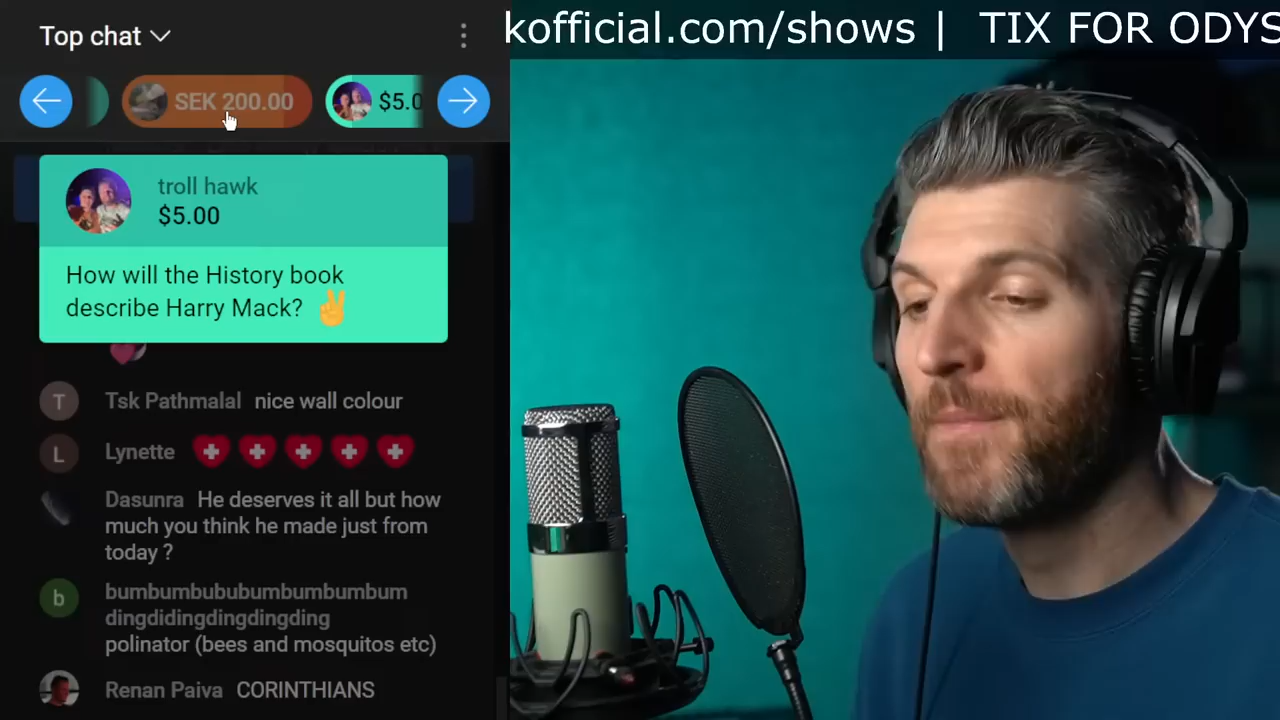 kofficial.com/shows | TIX FOR ODYS
Top chat
SEK 200.00
$5.0
troll hawk
$5.00
How will the History book
describe Harry Mack? ✌
T
Tsk Pathmalal nice wall colour
L
Lynette
Dasunra He deserves it all but how
much you think he made just from
today ?
b
bumbumbububumbumbumbum
dingdidingdingdingding
polinator (bees and mosquitos etc)
Renan Paiva CORINTHIANS